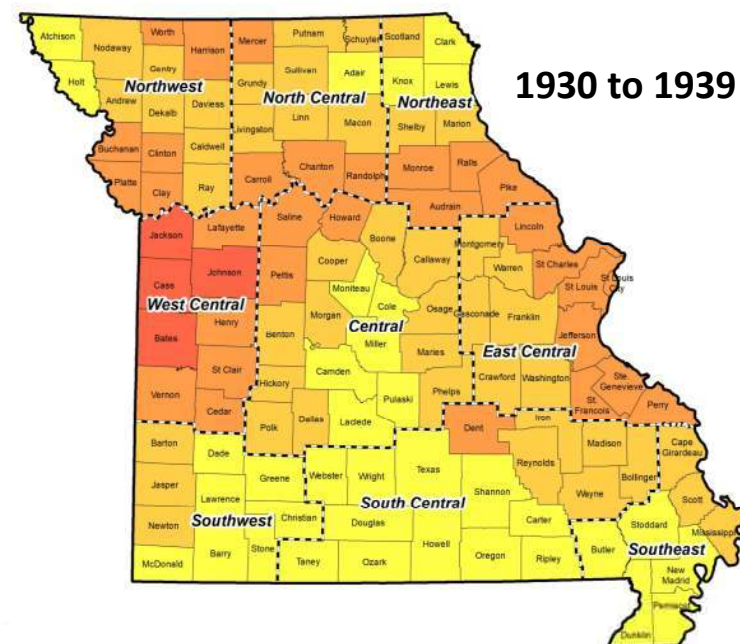 1930 to 1939
Atchison
Nodaway
Worth
Harrison
Mercer
Putnam
Schuyler
Scotland
Clark
Holt
Gentry
Northwest
Sullivan
Adair
Knox
Lewis
Grundy
North Central
Northeast
Andrew
Dekalb
Daviess
Livingston
Linn
Macon
Shelby
Marion
Buchanan
Clinton
Caldwell
Chariton
Monroe
Ralls
Platte
Clay
Ray
Carroll
Randolph
Pike
Audrain
Jackson
Lafayette
Saline
Howard
Boone
Callaway
Montgomery
Lincoln
Cass
Johnson
Pettis
Cooper
Warren
St Charles
Moniteau
Cole
Osage
Gasconade
St Louis
St Louis
City
West Central
Henry
Morgan
Central
Franklin
Bates
Benton
Miller
Maries
East Central
Jefferson
St Clair
Hickory
Camden
Crawford
Washington
Ste.
Genevieve
Vernon
Cedar
Polk
Dallas
Laclede
Pulaski
Phelps
St.
Francois
Perry
Dent
Iron
Barton
Dade
Greene
Webster
Wright
Texas
Reynolds
Madison
Bollinger
Cape
Girardeau
Jasper
Lawrence
Shannon
Wayne
South Central
Scott
Newton
Southwest
Christian
Douglas
Carter
Stoddard
Mississippi
McDonald
Barry
Stone
Taney
Ozark
Howell
Oregon
Ripley
Butler
Southeast
New
Madrid
Pemiscot
Dunklin